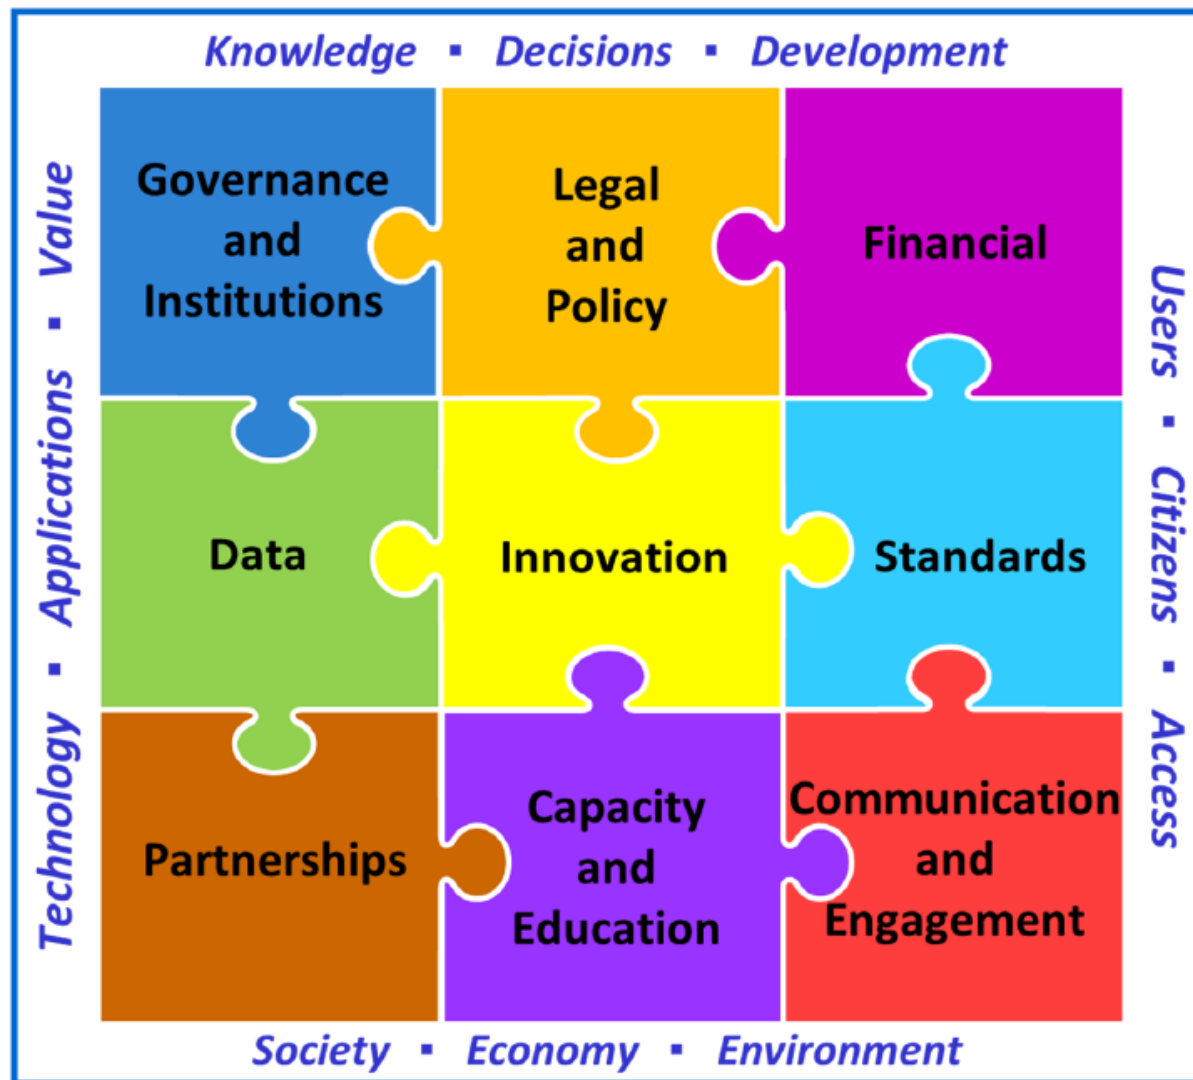 Knowledge ▪ Decisions ▪ Development
Technology ▪ Applications ▪ Value
Governance
and
Institutions
Legal
and
Policy
Financial
Data
Innovation
Standards
Partnerships
Capacity
and
Education
Communication
and
Engagement
Users ▪ Citizens ▪ Access
Society ▪ Economy ▪ Environment